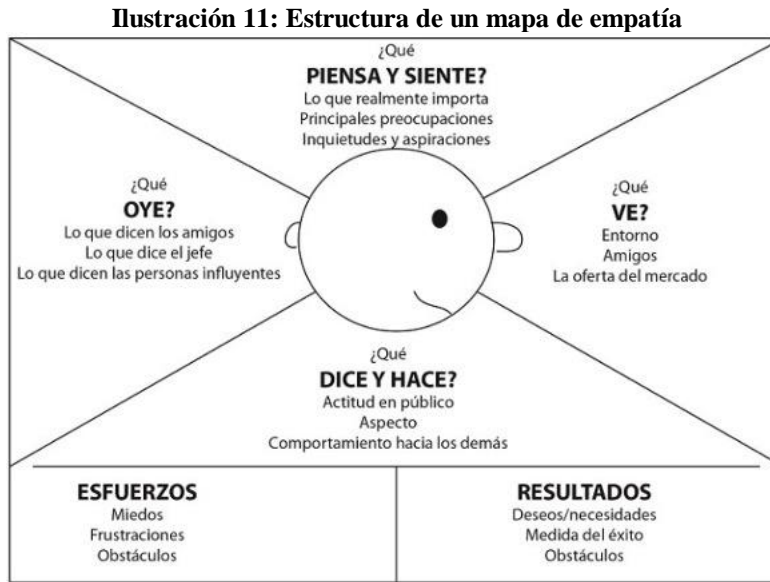 Ilustración 11: Estructura de un mapa de empatía
¿Qué
PIENSA Y SIENTE?
Lo que realmente importa
Principales preocupaciones
Inquietudes y aspiraciones
¿Qué
OYE?
Lo que dicen los amigos
Lo que dice el jefe
Lo que dicen las personas influyentes
¿Qué
VE?
Entorno
Amigos
La oferta del mercado
¿Qué
DICE Y HACE?
Actitud en público
Aspecto
Comportamiento hacia los demás
ESFUERZOS
Miedos
Frustraciones
Obstáculos
RESULTADOS
Deseos/necesidades
Medida del éxito
Obstáculos